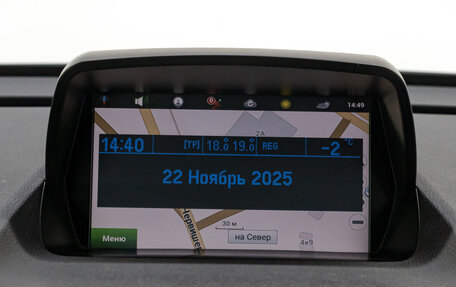 14:49
2А
14:40 [TP] 18.0 19.0 REG -2 °C
22 Ноябрь 2025
30 м
Меню
на Север
4к9